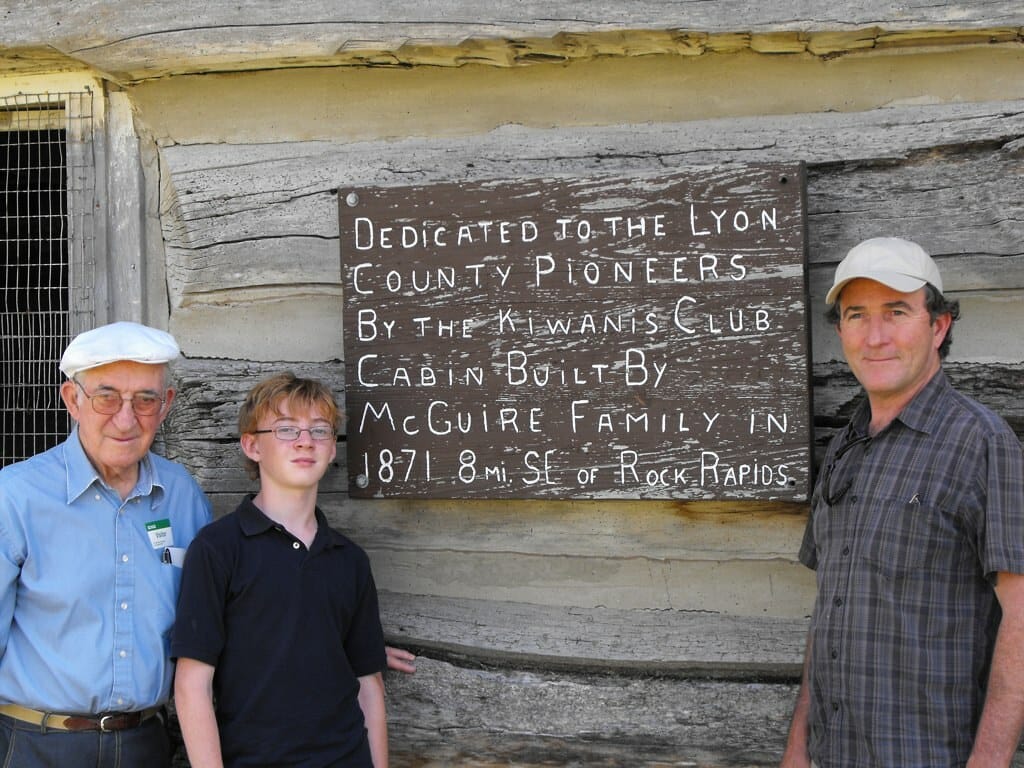 DEDICATED TO THE LYON
COUNTY PIONEERS
BY THE KIWANIS CLUB
CABIN BUILT BY
MCGUIRE FAMILY IN
1871 8 MI. SE OF ROCK RAPIDS
Visitor